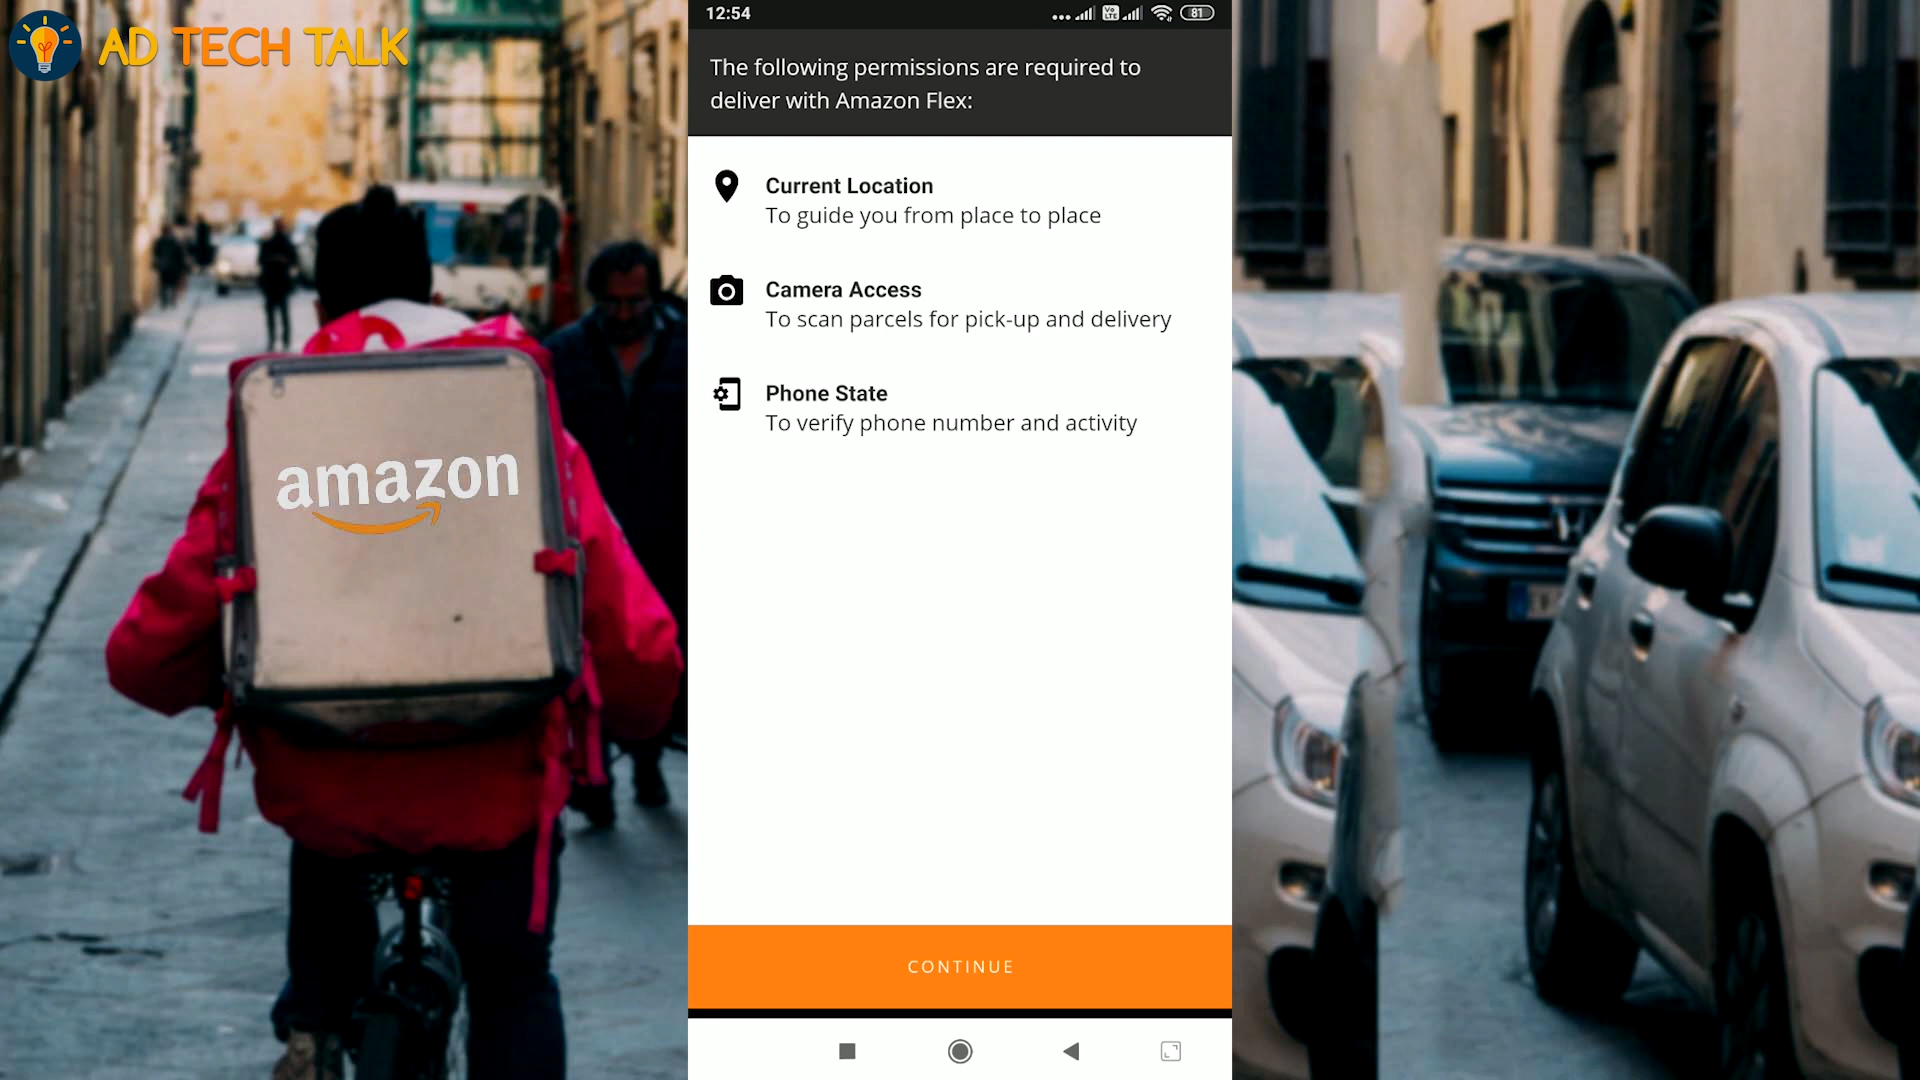 AD TECH TALK
12:54
Vo
LTE
81
The following permissions are required to
deliver with Amazon Flex:
Current Location
To guide you from place to place
Camera Access
To scan parcels for pick-up and delivery
Phone State
To verify phone number and activity
amazon
CONTINUE